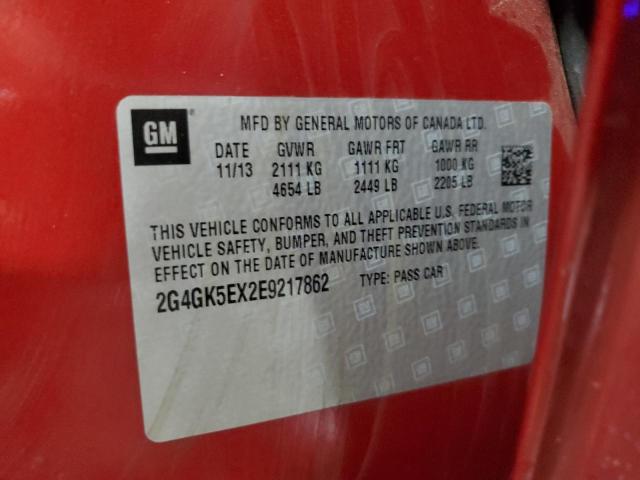 GM
MFD BY GENERAL MOTORS OF CANADA LTD.
DATE GVWR GAWR FRT GAWR RR
11/13 2111 KG 1111 KG 1000 KG
4654 LB 2449 LB 2205 LB
THIS VEHICLE CONFORMS TO ALL APPLICABLE U.S. FEDERAL MOTOR
VEHICLE SAFETY, BUMPER, AND THEFT PREVENTION STANDARDS IN
EFFECT ON THE DATE OF MANUFACTURE SHOWN ABOVE.
2G4GK5EX2E9217862 TYPE: PASS CAR